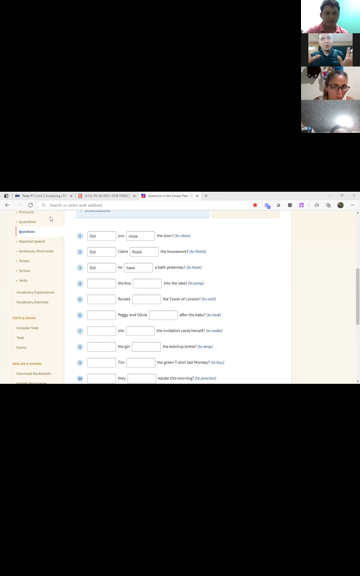 Questions in the Simple Past -
Search or enter web address
Pronouns
Quantifiers
Questions
Reported Speech
Sentences, Word order
Tenses
Various
Verbs
Vocabulary Explanations
Vocabulary Exercises
TESTS & EXAMS
Complex Tests
Tests
Exams
ENGLISH @ SCHOOL
Download Worksheets
1 Did you close the door? (to close)
2 Did Claire finish the housework? (to finish)
3 Did he have a bath yesterday? (to have)
4 the boy into the lake? (to jump)
5 Ronald the Tower of London? (to visit)
6 Peggy and Olivia after the baby? (to look)
7 she the invitation cards herself? (to make)
8 the girl the ketchup bottle? (to drop)
9 Tim the green T-shirt last Monday? (to buy)
10 they karate this morning? (to practise)